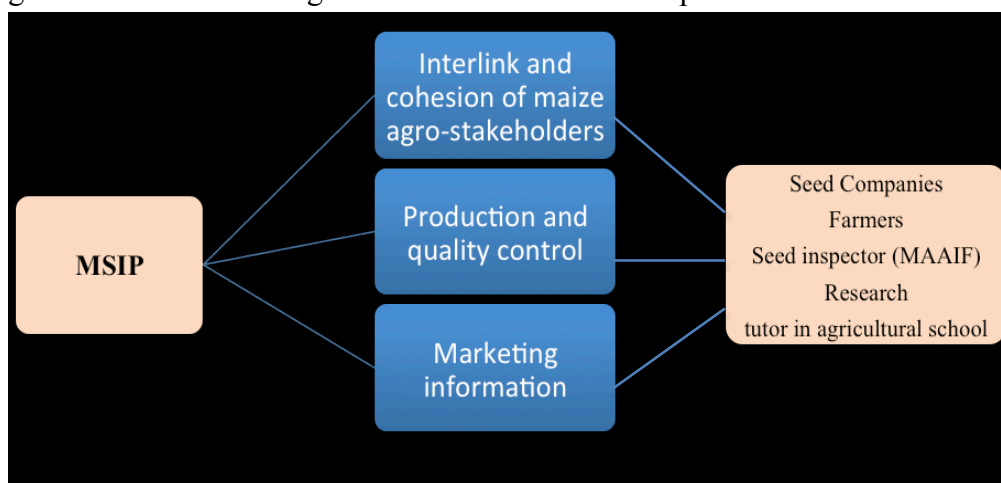 MSIP
Interlink and
cohesion of maize
agro-stakeholders
Production and
quality control
Marketing
information
Seed Companies
Farmers
Seed inspector (MAAIF)
Research
tutor in agricultural school